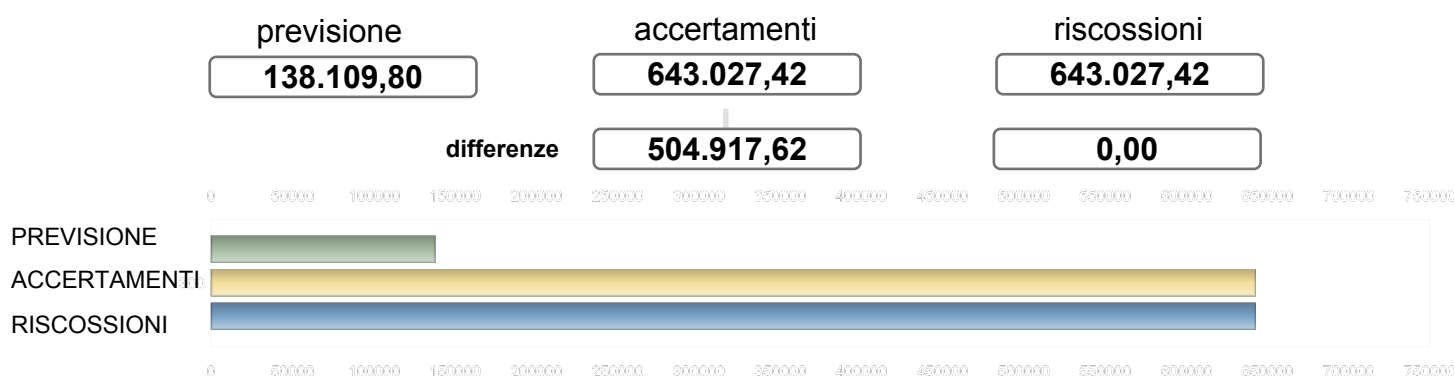 previsione accertamenti riscossioni
138.109,80 643.027,42 643.027,42
differenze 504.917,62 0,00
0 50000 100000 150000 200000 250000 300000 350000 400000 450000 500000 550000 600000 650000 700000 750000
PREVISIONE
ACCERTAMENTI
RISCOSSIONI
0 50000 100000 150000 200000 250000 300000 350000 400000 450000 500000 550000 600000 650000 700000 750000